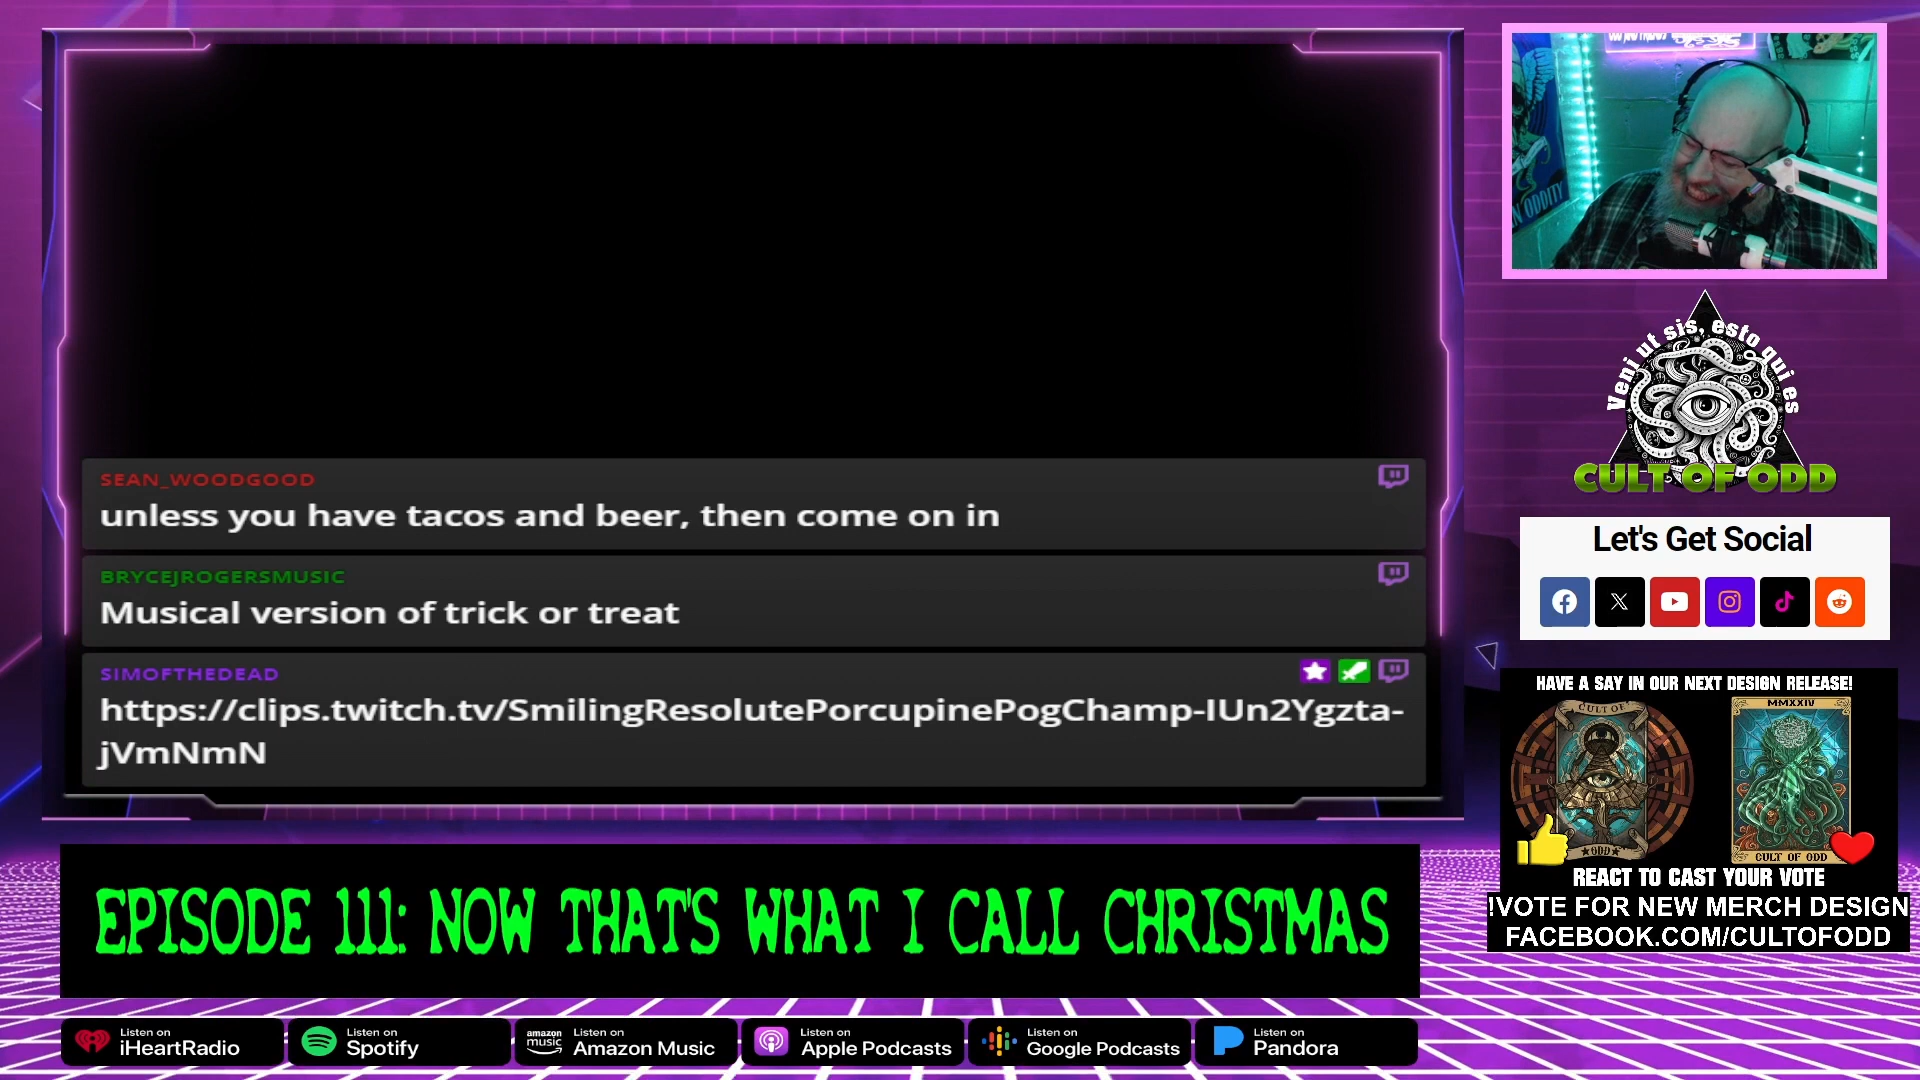 SEAN_WOODGOOD
unless you have tacos and beer, then come on in
BRYCEJROGERSMUSIC
Musical version of trick or treat
SIMOFTHEDEAD
https://clips.twitch.tv/SmilingResolutePorcupinePogChamp-IUn2Ygzta-
jVmNmN
EPISODE 111: NOW THAT'S WHAT I CALL CHRISTMAS
Listen on
iHeartRadio
Listen on
Spotify
amazon
music
Listen on
Amazon Music
Listen on
Apple Podcasts
Listen on
Google Podcasts
Listen on
Pandora
N ODDITY
Veni ut sis, esto qui es
CULT OF ODD
Let's Get Social
HAVE A SAY IN OUR NEXT DESIGN RELEASE!
CULT OF
ODD
MMXXIV
CULT OF ODD
REACT TO CAST YOUR VOTE
!VOTE FOR NEW MERCH DESIGN
FACEBOOK.COM/CULTOFODD